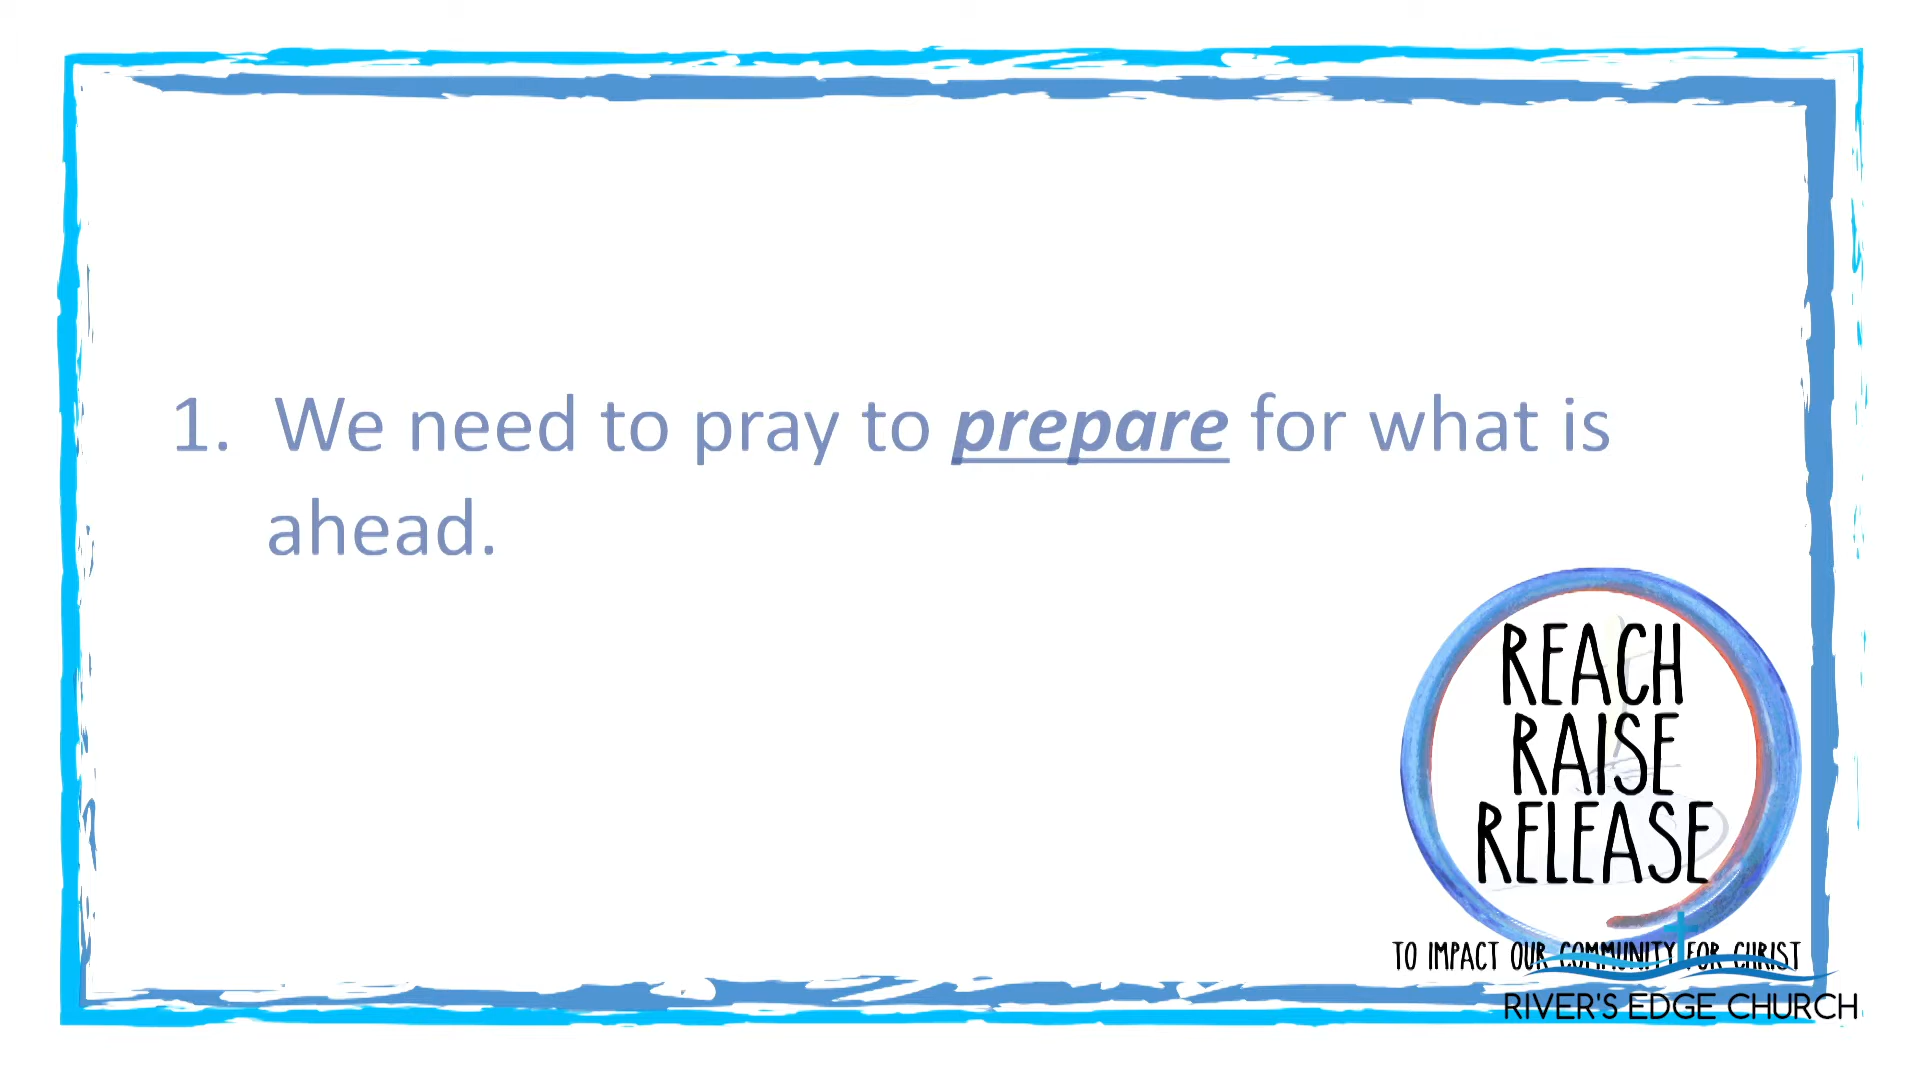 1. We need to pray to prepare for what is
ahead.
REACH
RAISE
RELEASE
TO IMPACT OUR COMMUNITY FOR CHRIST
RIVER'S EDGE CHURCH